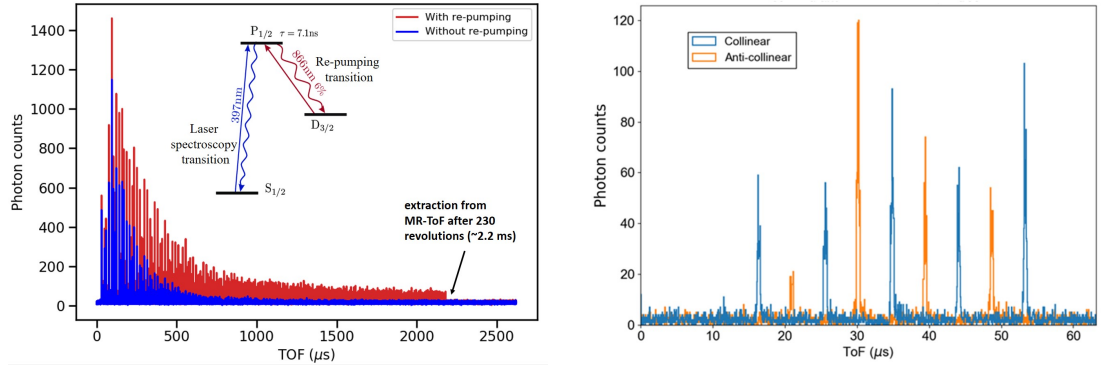 With re-pumping
Without re-pumping
P1/2 τ = 7.1ns
866nm 6%
Re-pumping
transition
397nm
D3/2
Laser
spectroscopy
transition
S1/2
extraction from
MR-ToF after 230
revolutions (~2.2 ms)
Photon counts
1400
1200
1000
800
600
400
200
0
0 500 1000 1500 2000 2500
TOF (μs)
Collinear
Anti-collinear
Photon counts
120
100
80
60
40
20
0
0 10 20 30 40 50 60
ToF (μs)